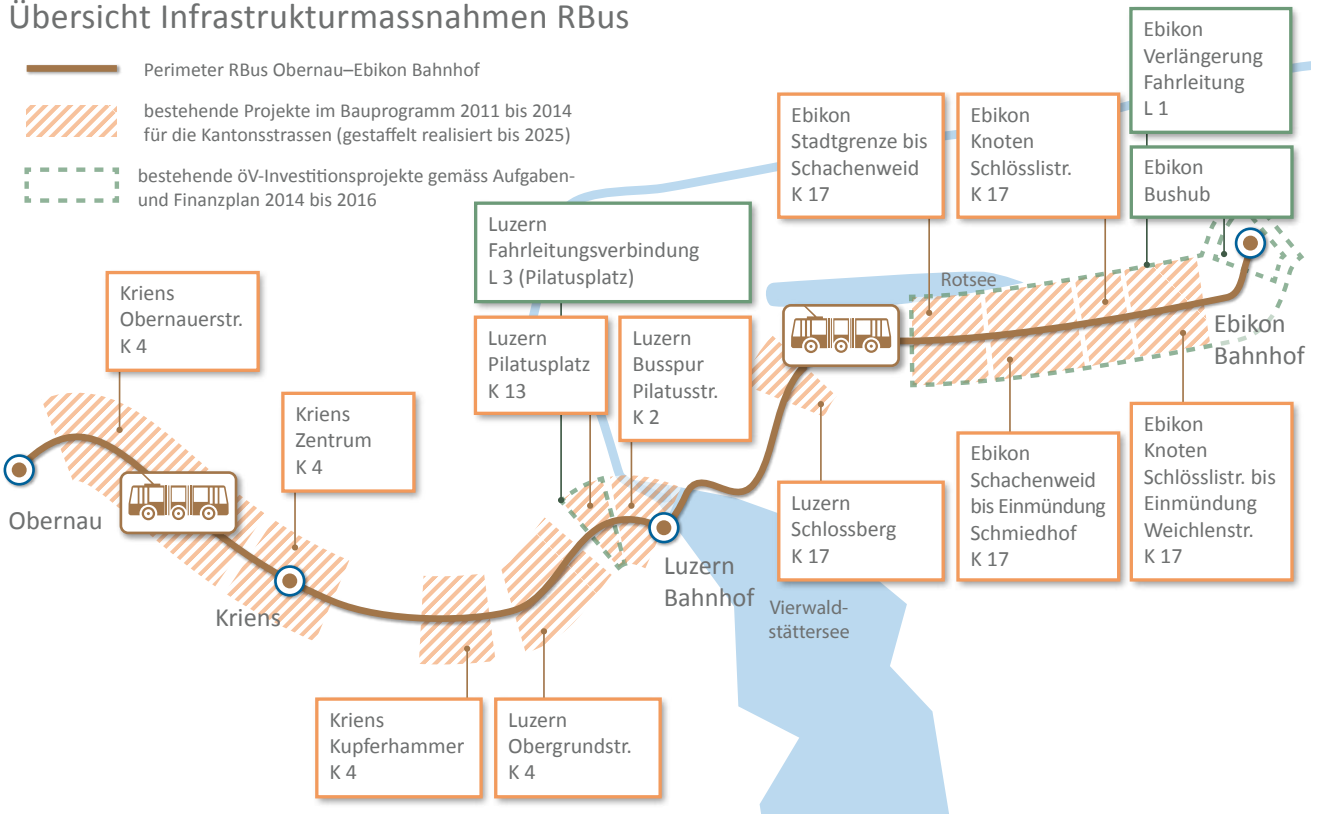 Übersicht Infrastrukturmassnahmen RBus
Perimeter RBus Obernau–Ebikon Bahnhof
bestehende Projekte im Bauprogramm 2011 bis 2014
für die Kantonsstrassen (gestaffelt realisiert bis 2025)
bestehende öV-Investitionsprojekte gemäss Aufgaben-
und Finanzplan 2014 bis 2016
Ebikon
Verlängerung
Fahrleitung
L 1
Ebikon
Stadtgrenze bis
Schachenweid
K 17
Ebikon
Knoten
Schlösslistr.
K 17
Ebikon
Bushub
Luzern
Fahrleitungsverbindung
L 3 (Pilatusplatz)
Kriens
Obernauerstr.
K 4
Rotsee
Luzern
Pilatusplatz
K 13
Luzern
Busspur
Pilatusstr.
K 2
Ebikon
Bahnhof
Kriens
Zentrum
K 4
Ebikon
Schachenweid
bis Einmündung
Schmiedhof
K 17
Ebikon
Knoten
Schlösslistr. bis
Einmündung
Weichlenstr.
K 17
Luzern
Schlossberg
K 17
Obernau
Luzern
Bahnhof
Kriens
Vierwald-
stättersee
Kriens
Kupferhammer
K 4
Luzern
Obergrundstr.
K 4